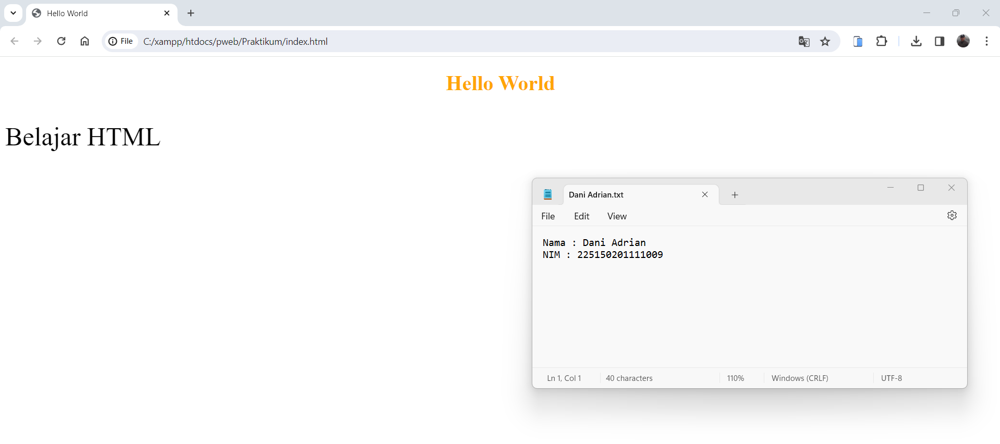 Hello World
File C:/xampp/htdocs/pweb/Praktikum/index.html
Hello World
Belajar HTML
Dani Adrian.txt
File Edit View
Nama : Dani Adrian
NIM : 225150201111009
Ln 1, Col 1 40 characters 110% Windows (CRLF) UTF-8